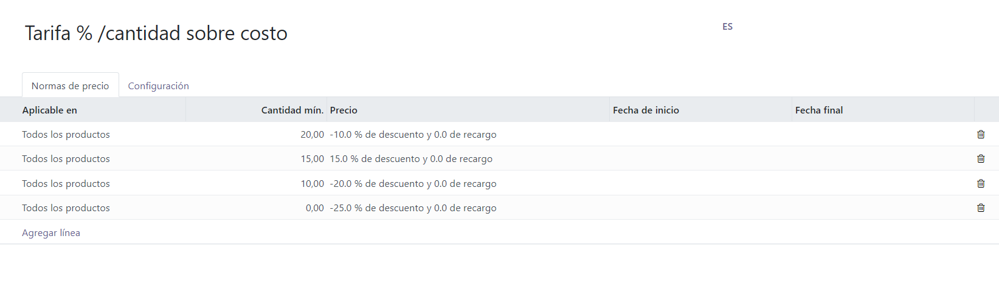 Tarifa % /cantidad sobre costo
ES
Normas de precio Configuración
Aplicable en Cantidad mín. Precio Fecha de inicio Fecha final
Todos los productos 20,00 -10.0 % de descuento y 0.0 de recargo
Todos los productos 15,00 15.0 % de descuento y 0.0 de recargo
Todos los productos 10,00 -20.0 % de descuento y 0.0 de recargo
Todos los productos 0,00 -25.0 % de descuento y 0.0 de recargo
Agregar línea